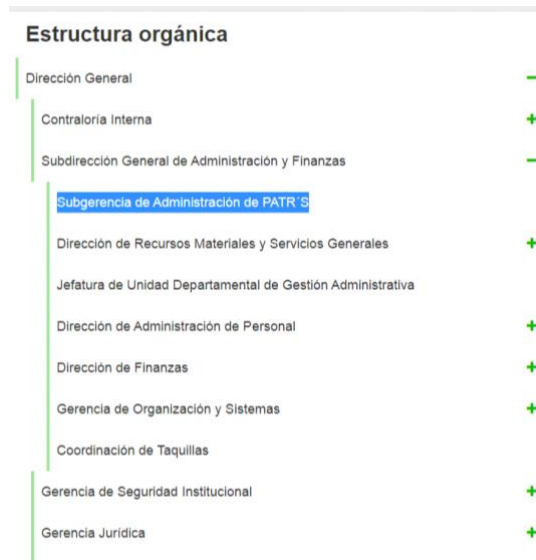 Estructura orgánica
Dirección General
Contraloría Interna
Subdirección General de Administración y Finanzas
Subgerencia de Administración de PATR´S
Dirección de Recursos Materiales y Servicios Generales
Jefatura de Unidad Departamental de Gestión Administrativa
Dirección de Administración de Personal
Dirección de Finanzas
Gerencia de Organización y Sistemas
Coordinación de Taquillas
Gerencia de Seguridad Institucional
Gerencia Jurídica